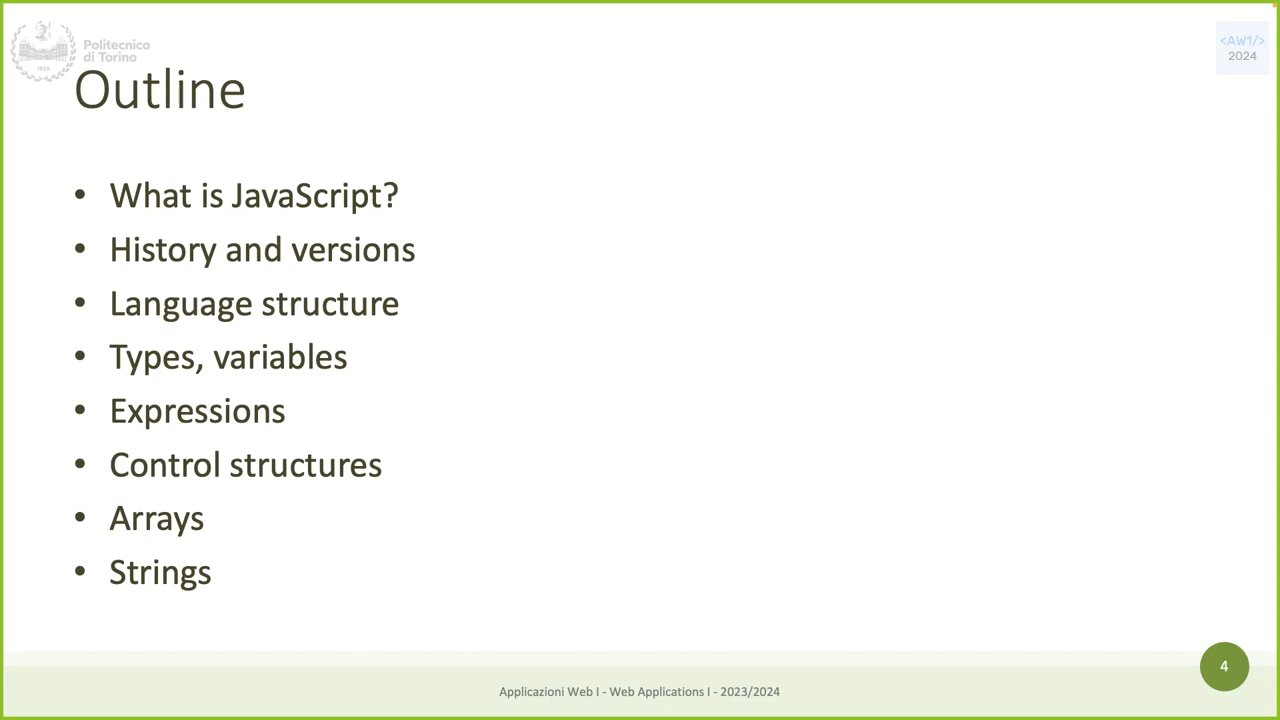 Politecnico
di Torino
1859
<AW1/>
2024
Outline
• What is JavaScript?
• History and versions
• Language structure
• Types, variables
• Expressions
• Control structures
• Arrays
• Strings
4
Applicazioni Web I - Web Applications I - 2023/2024